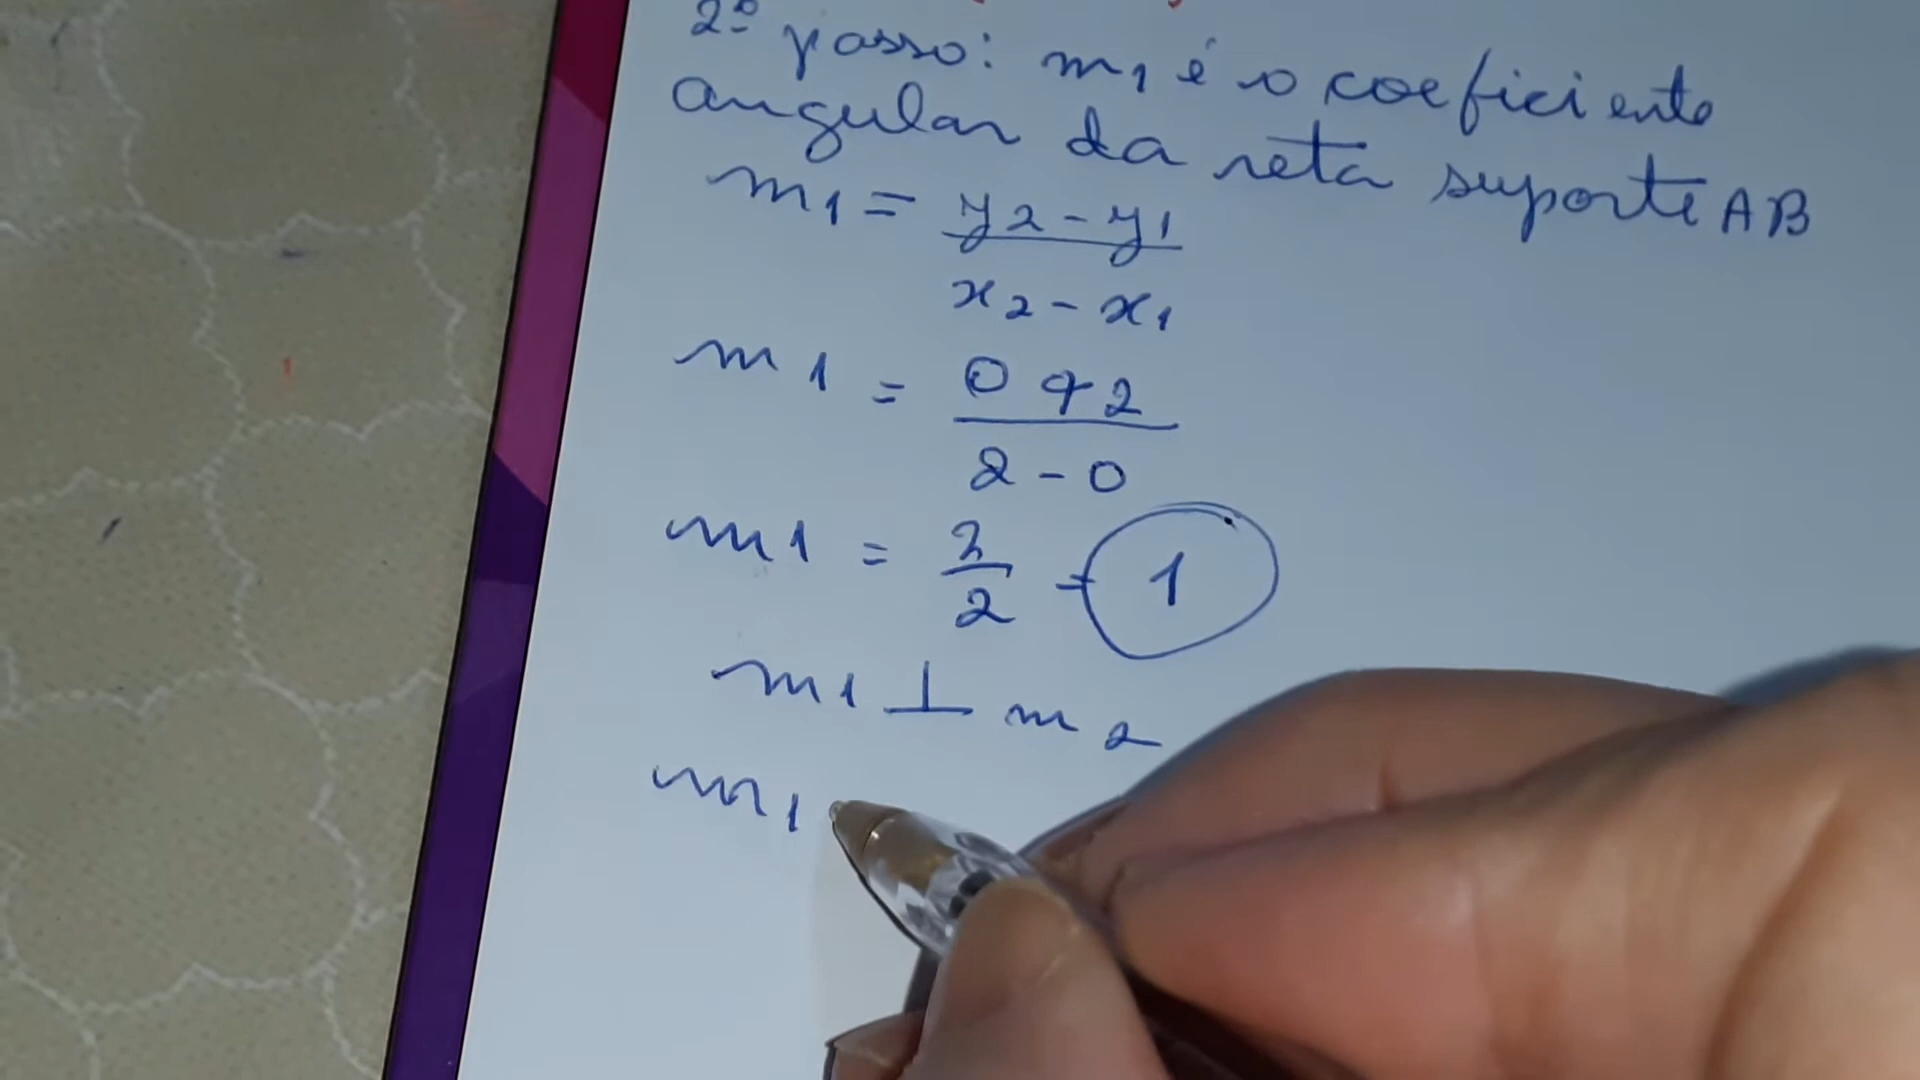 2º passo: m1 é o coeficiente
angular da reta suporte AB
m1 = y2 - y1
x2 - x1
m1 = 0 + 2
2 - 0
m1 = 2
2
= 1
m1 ⊥ m2
m1